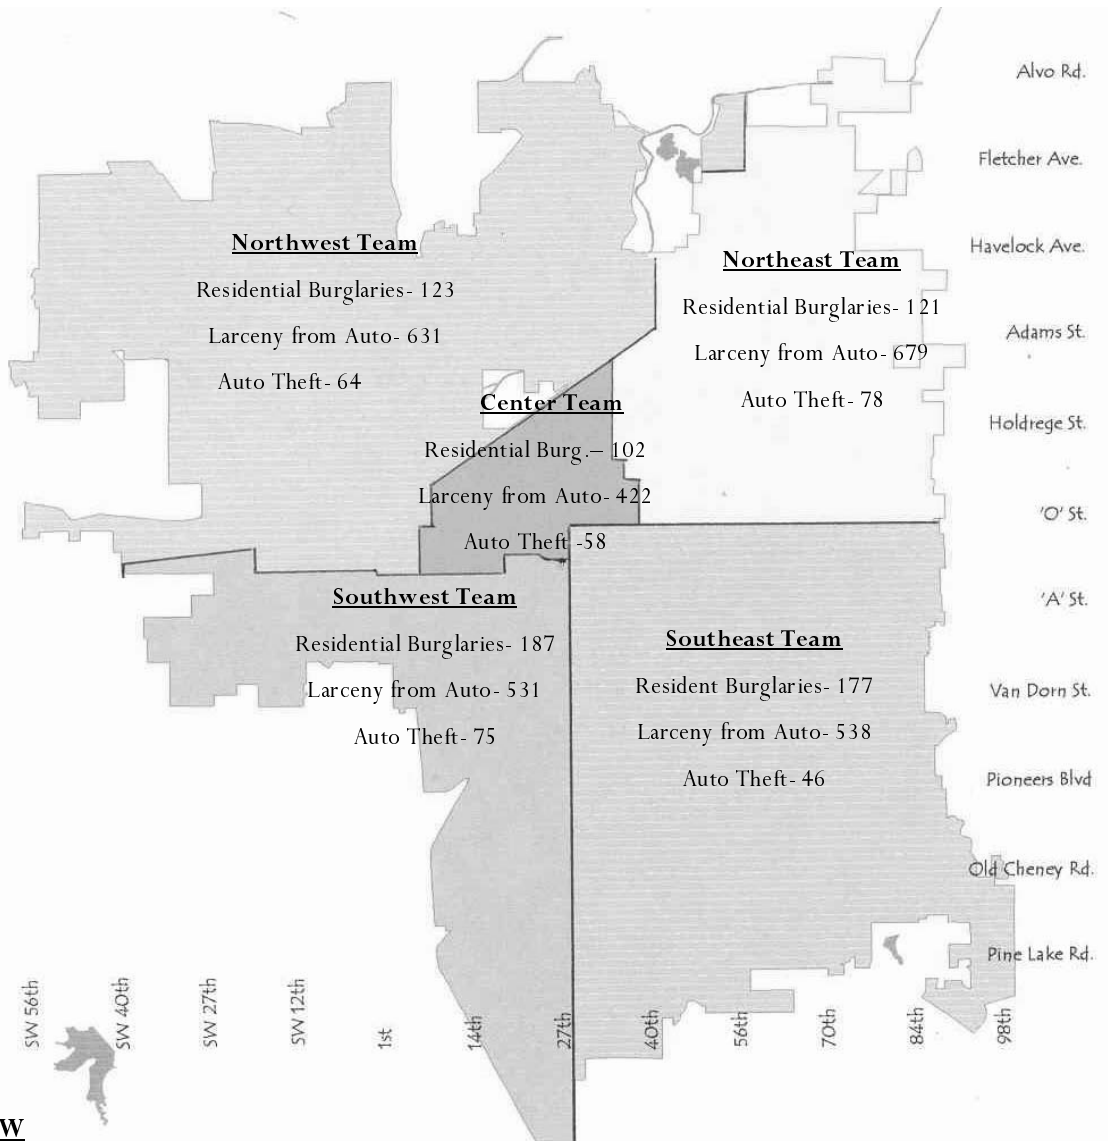 Alvo Rd.
Fletcher Ave.
Havelock Ave.
Adams St.
Holdrege St.
'O' St.
'A' St.
Van Dorn St.
Pioneers Blvd
Old Cheney Rd.
Pine Lake Rd.
Northwest Team
Residential Burglaries- 123
Larceny from Auto- 631
Auto Theft- 64
Northeast Team
Residential Burglaries- 121
Larceny from Auto- 679
Auto Theft- 78
Center Team
Residential Burg.– 102
Larceny from Auto- 422
Auto Theft -58
Southwest Team
Residential Burglaries- 187
Larceny from Auto- 531
Auto Theft- 75
Southeast Team
Resident Burglaries- 177
Larceny from Auto- 538
Auto Theft- 46
SW 56th
SW 40th
SW 27th
SW 12th
1st
14th
27th
40th
56th
70th
84th
98th
W